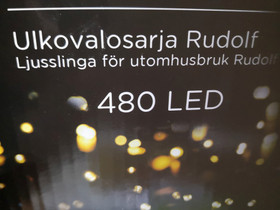 Ulkovalosarja Rudolf
Ljusslinga för utomhusbruk Rudolf
480 LED